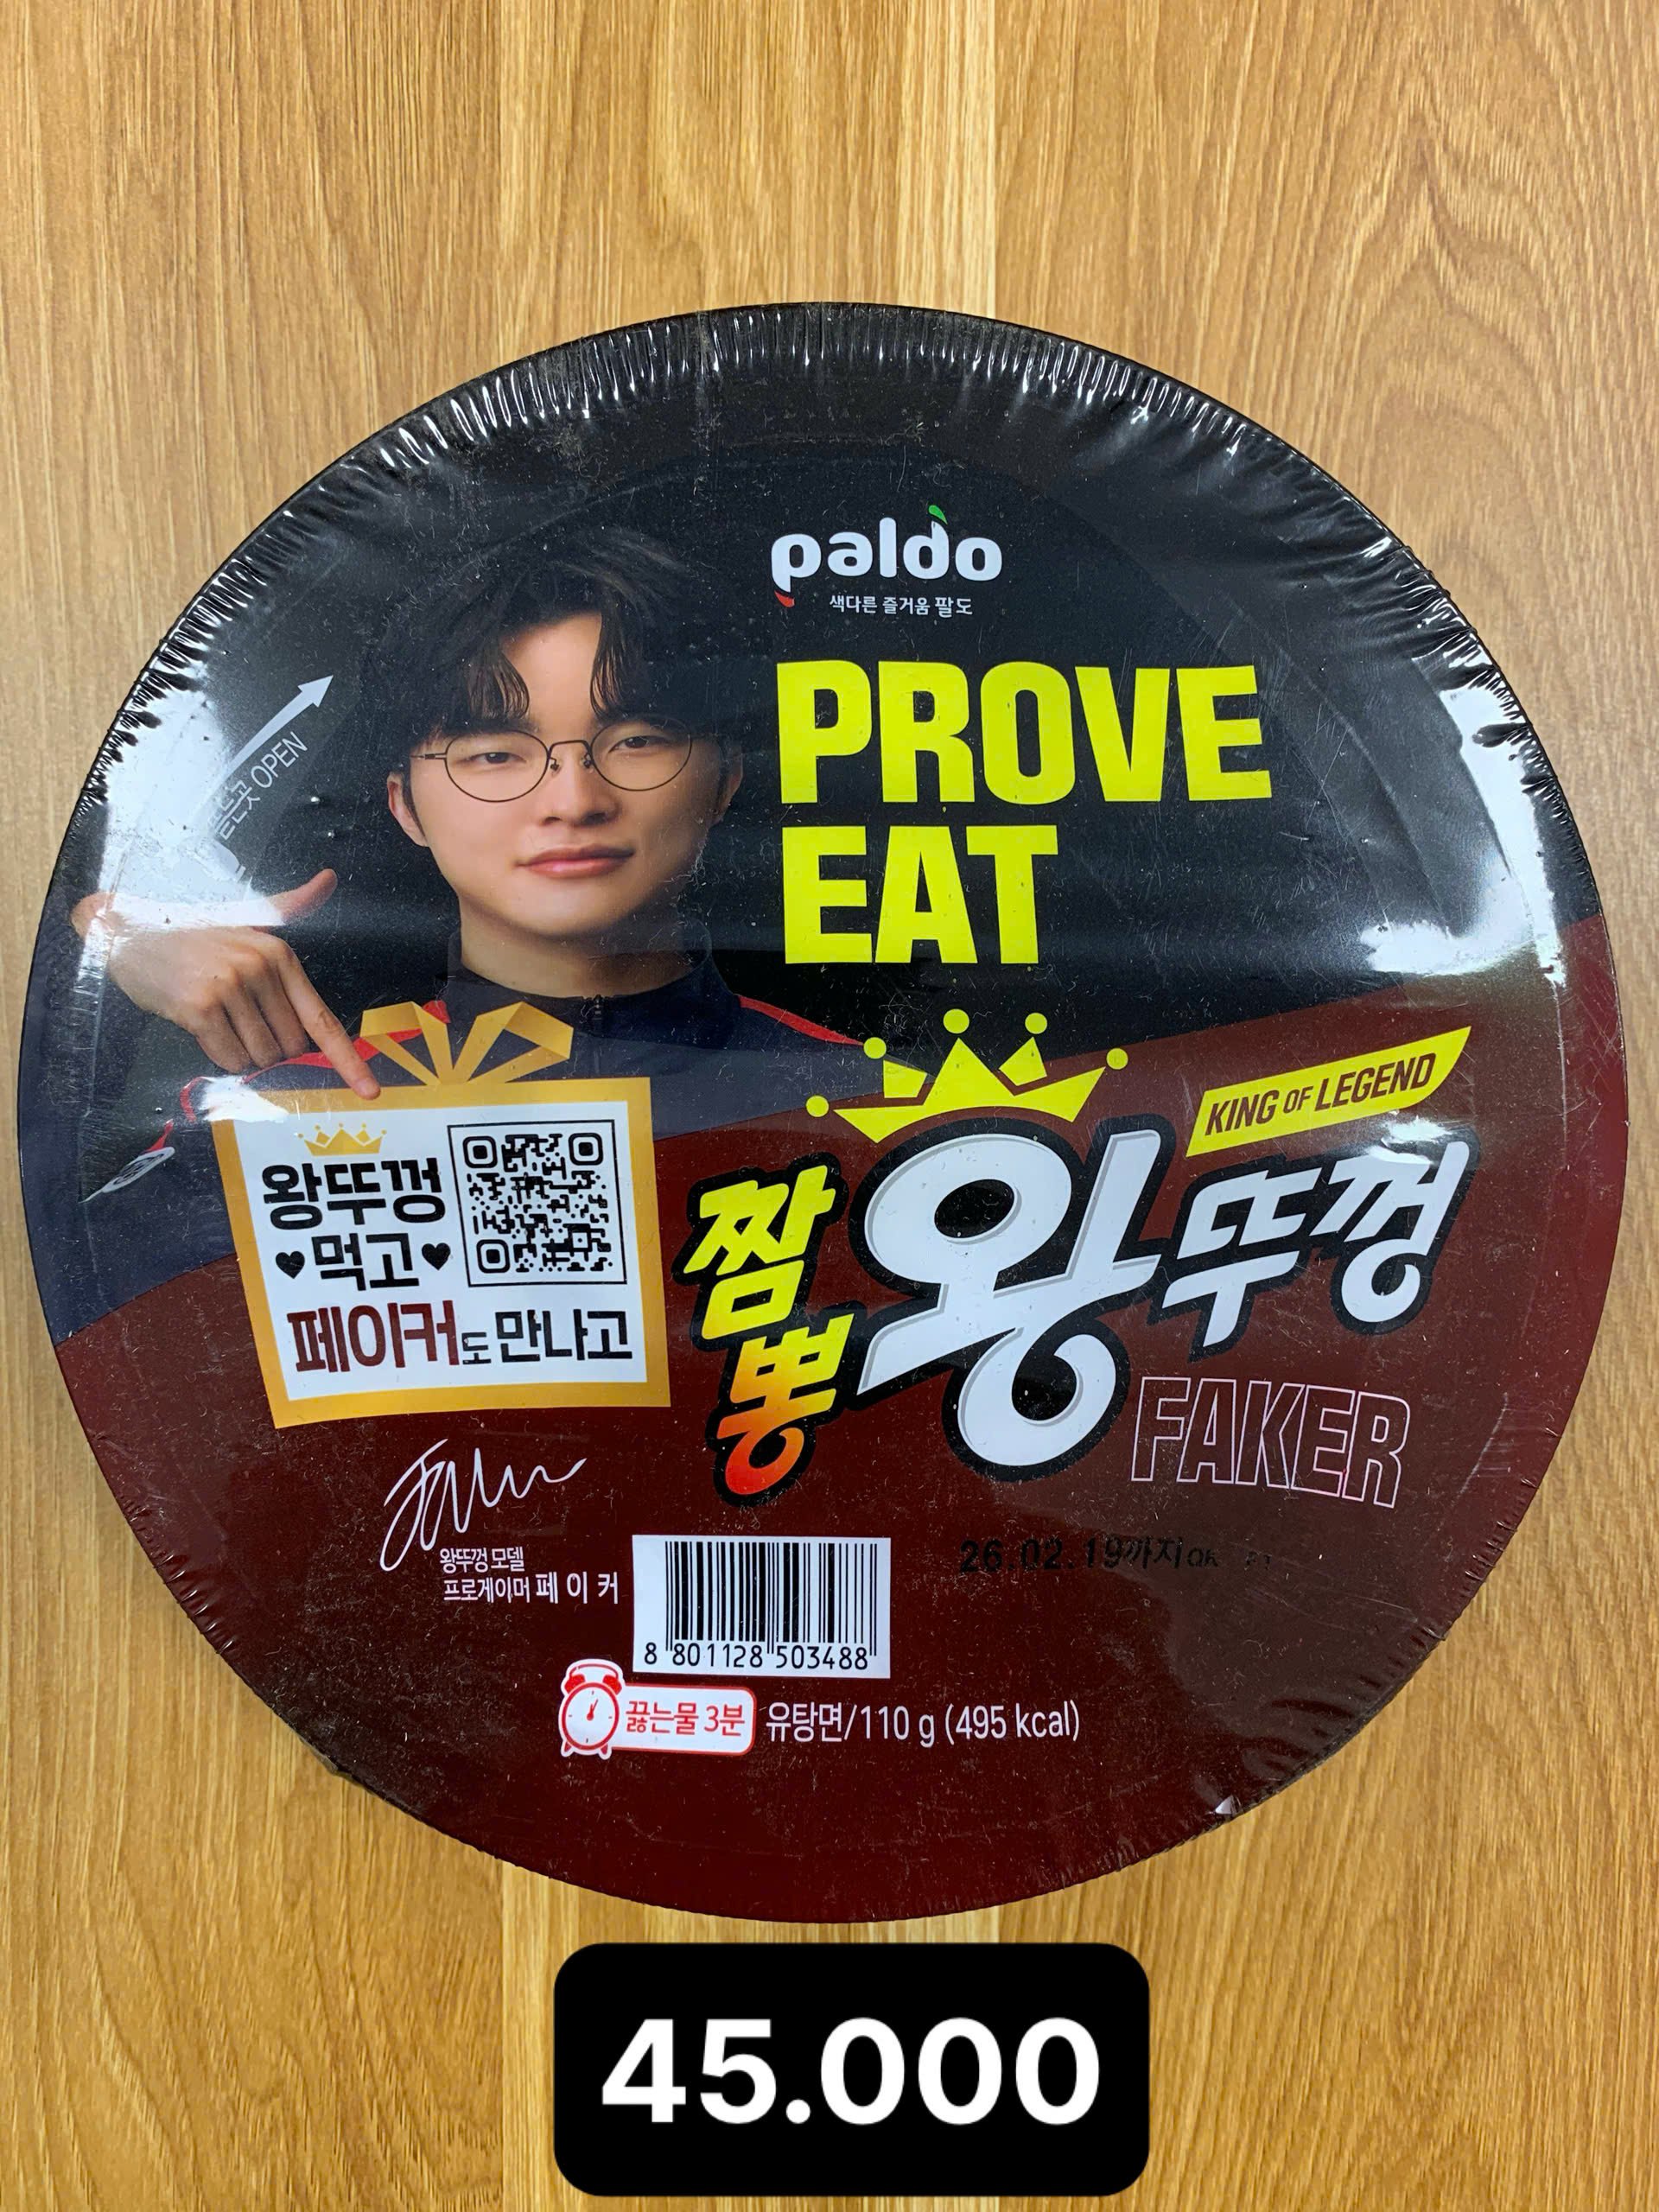 paldo
색다른 즐거움 팔도
OPEN
PROVE
EAT
KING OF LEGEND
왕뚜껑
먹고
페이커도 만나고
짬뽕
왕뚜껑
FAKER
왕뚜껑 모델
프로게이머 페이커
8 801128 503488
26.02.19까지
끓는물 3분
유탕면/110 g (495 kcal)
45.000